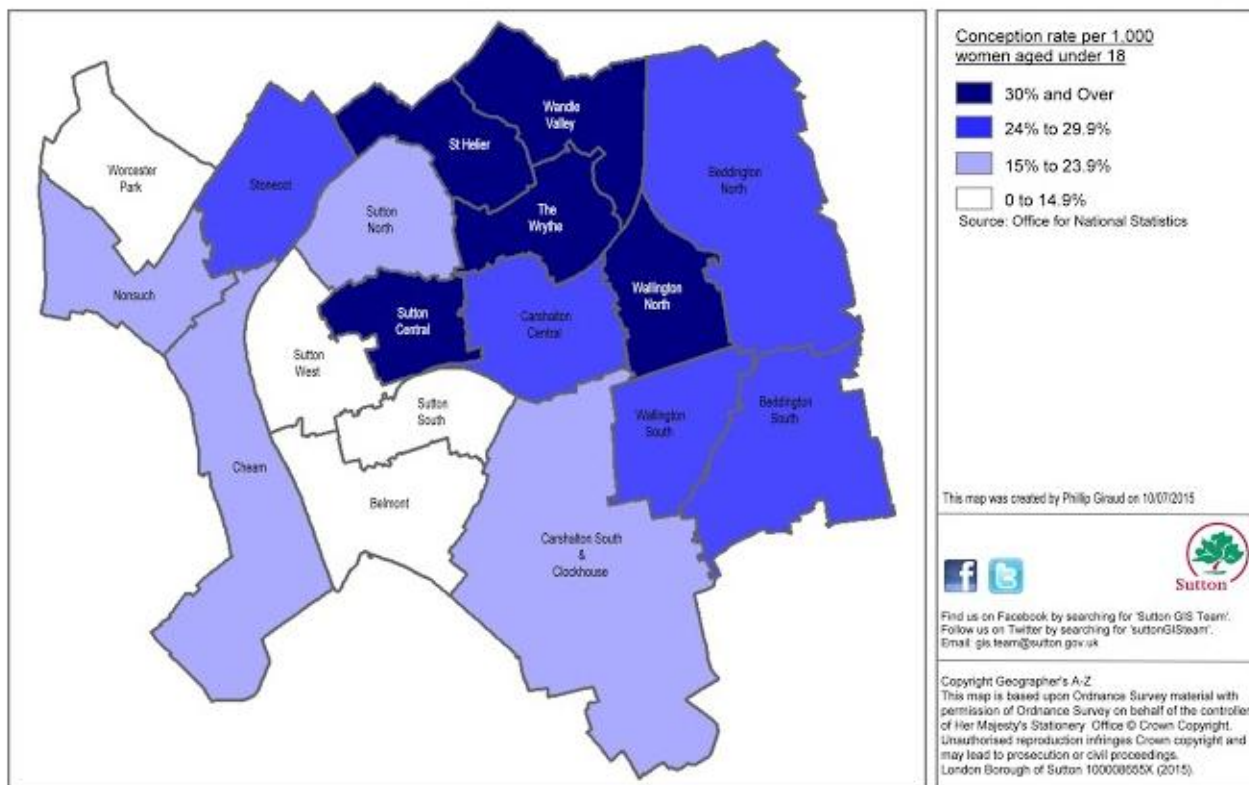 Worcester
Park
Stonecot
St Helier
Wandle
Valley
Beddington
North
Sutton
North
The
Wrythe
Nonsuch
Sutton
Central
Carshalton
Central
Wallington
North
Sutton
West
Sutton
South
Wallington
South
Beddington
South
Cheam
Belmont
Carshalton South
&
Clockhouse
Conception rate per 1,000
women aged under 18
30% and Over
24% to 29.9%
15% to 23.9%
0 to 14.9%
Source: Office for National Statistics
This map was created by Phillip Giraud on 10/07/2015
f
t
Sutton
Find us on Facebook by searching for 'Sutton GIS Team'.
Follow us on Twitter by searching for 'suttonGISteam'.
Email: gis.team@sutton.gov.uk
Copyright Geographer's A-Z
This map is based upon Ordnance Survey material with
permission of Ordnance Survey on behalf of the controller
of Her Majesty's Stationery Office © Crown Copyright.
Unauthorised reproduction infringes Crown copyright and
may lead to prosecution or civil proceedings.
London Borough of Sutton 100008655X (2015).